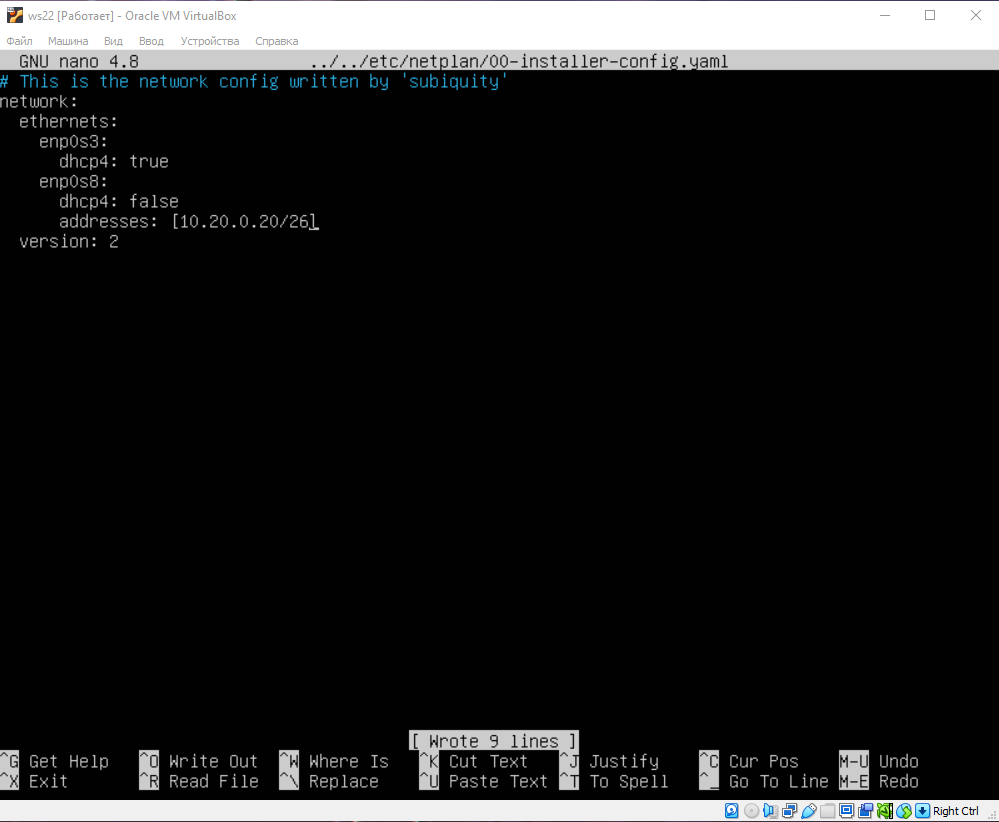 ws22 [Работает] - Oracle VM VirtualBox
Файл Машина Вид Ввод Устройства Справка
GNU nano 4.8 ../../etc/netplan/00-installer-config.yaml
# This is the network config written by 'subiquity'
network:
  ethernets:
    enp0s3:
      dhcp4: true
    enp0s8:
      dhcp4: false
      addresses: [10.20.0.20/26]
  version: 2
[ Wrote 9 lines ]
^G Get Help ^O Write Out ^W Where Is ^K Cut Text ^J Justify ^C Cur Pos M-U Undo
^X Exit ^R Read File ^\ Replace ^U Paste Text ^T To Spell ^_ Go To Line M-E Redo
Right Ctrl